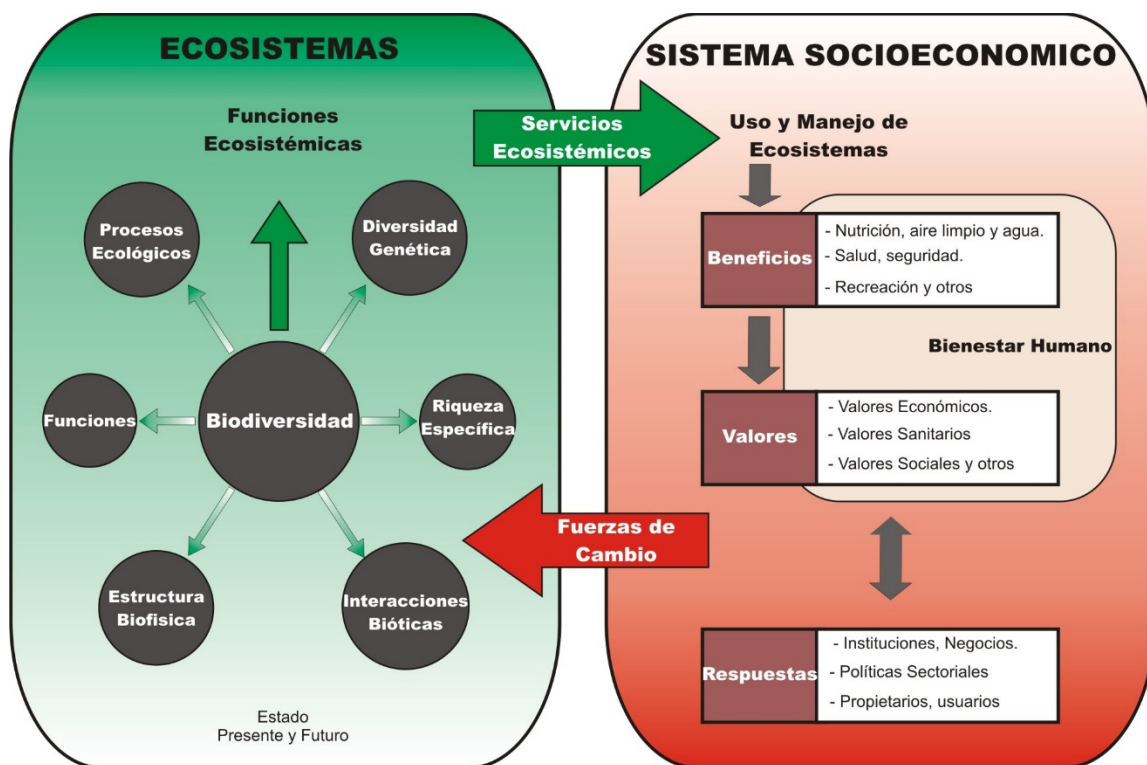 ECOSISTEMAS
Funciones
Ecosistémicas
Procesos
Ecológicos
Diversidad
Genética
Funciones
Biodiversidad
Riqueza
Específica
Estructura
Biofisica
Interacciones
Bióticas
Estado
Presente y Futuro
Servicios
Ecosistémicos
Fuerzas de
Cambio
SISTEMA SOCIOECONOMICO
Uso y Manejo de
Ecosistemas
Beneficios
- Nutrición, aire limpio y agua.
- Salud, seguridad.
- Recreación y otros
Bienestar Humano
Valores
- Valores Económicos.
- Valores Sanitarios
- Valores Sociales y otros
Respuestas
- Instituciones, Negocios.
- Políticas Sectoriales
- Propietarios, usuarios